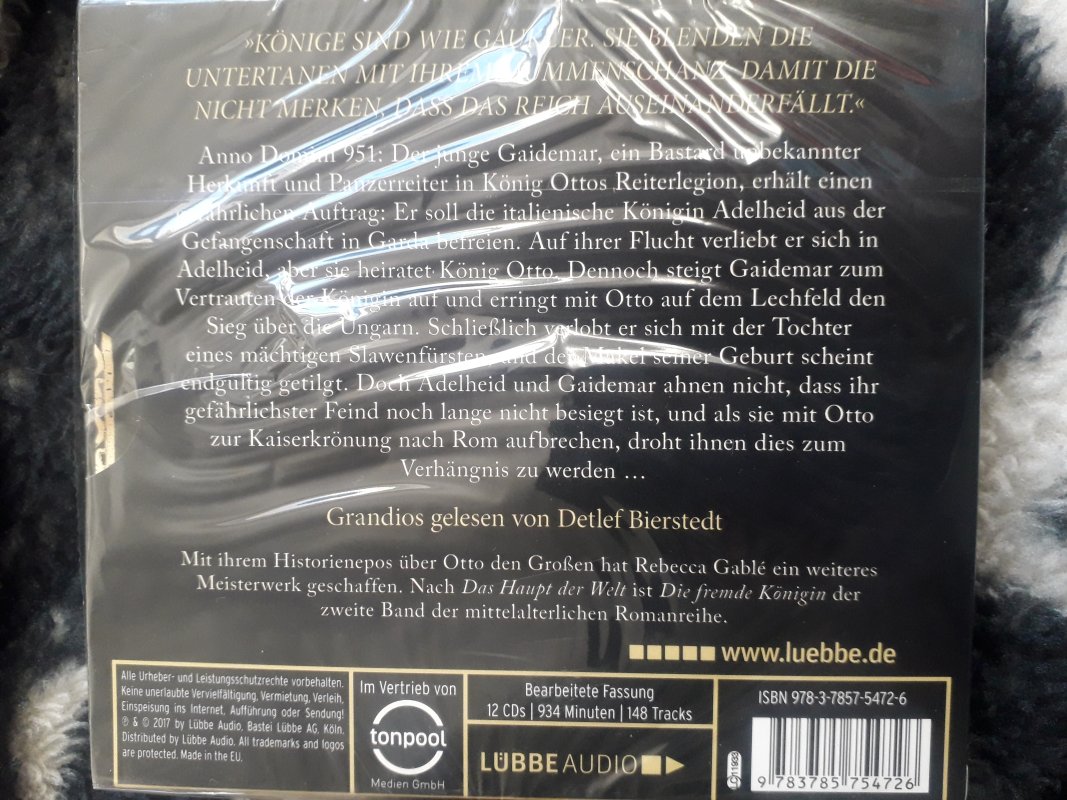 »KÖNIGE SIND WIE GAUKLER. SIE BLENDEN DIE
UNTERTANEN MIT IHREM MUMMENSCHANZ, DAMIT DIE
NICHT MERKEN, DASS DAS REICH AUSEINANDERFÄLLT.«
Anno Domini 951: Der junge Gaidemar, ein Bastard unbekannter
Herkunft und Panzerreiter in König Ottos Reiterlegion, erhält einen
gefährlichen Auftrag: Er soll die italienische Königin Adelheid aus der
Gefangenschaft in Garda befreien. Auf ihrer Flucht verliebt er sich in
Adelheid, aber sie heiratet König Otto. Dennoch steigt Gaidemar zum
Vertrauten der Königin auf und erringt mit Otto auf dem Lechfeld den
Sieg über die Ungarn. Schließlich verlobt er sich mit der Tochter
eines mächtigen Slawenfürsten, und der Makel seiner Geburt scheint
endgültig getilgt. Doch Adelheid und Gaidemar ahnen nicht, dass ihr
gefährlichster Feind noch lange nicht besiegt ist, und als sie mit Otto
zur Kaiserkrönung nach Rom aufbrechen, droht ihnen dies zum
Verhängnis zu werden ...
Grandios gelesen von Detlef Bierstedt
Mit ihrem Historienepos über Otto den Großen hat Rebecca Gablé ein weiteres
Meisterwerk geschaffen. Nach Das Haupt der Welt ist Die fremde Königin der
zweite Band der mittelalterlichen Romanreihe.
www.luebbe.de
Alle Urheber- und Leistungsschutzrechte vorbehalten.
Keine unerlaubte Vervielfältigung, Vermietung, Verleih,
Einspeisung ins Internet, Aufführung oder Sendung!
℗ & © 2017 by Lübbe Audio, Bastei Lübbe AG, Köln.
Distributed by Lübbe Audio. All trademarks and logos
are protected. Made in the EU.
Im Vertrieb von
tonpool
Medien GmbH
Bearbeitete Fassung
12 CDs | 934 Minuten | 148 Tracks
LÜBBE AUDIO
ISBN 978-3-7857-5472-6
LC 11933
9 783785 754726